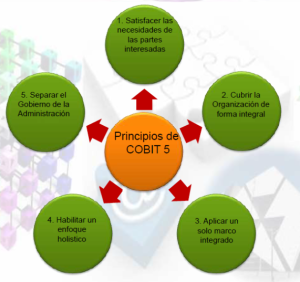 1. Satisfacer las
necesidades de
las partes
interesadas
5. Separar el
Gobierno de la
Administración
2. Cubrir la
Organización de
forma integral
Principios de
COBIT 5
4. Habilitar un
enfoque
holistico
3. Aplicar un
solo marco
integrado